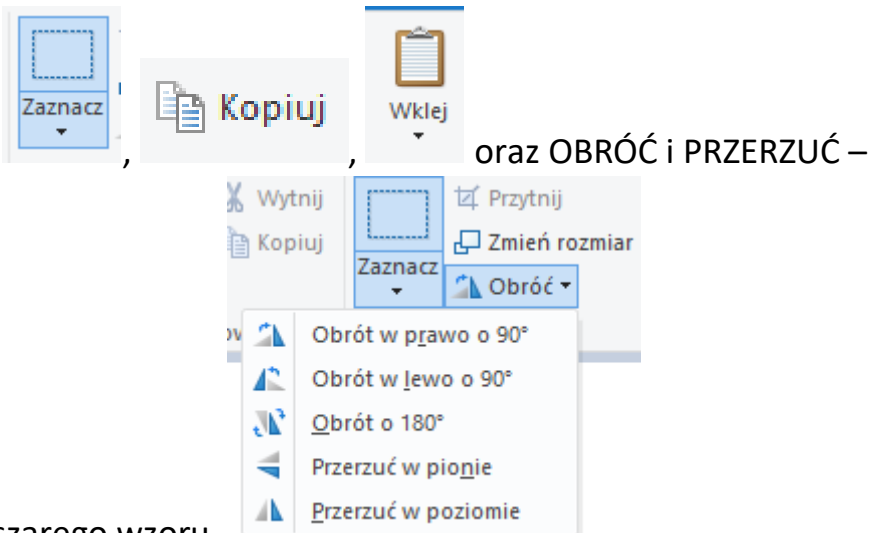 Zaznacz
, Kopiuj , Wklej
oraz OBRÓĆ i PRZERZUĆ –
Wytnij
Kopiuj
Zaznacz
Przytnij
Zmień rozmiar
Obróć
Obrót w prawo o 90°
Obrót w lewo o 90°
Obrót o 180°
Przerzuć w pionie
Przerzuć w poziomie
wzoru